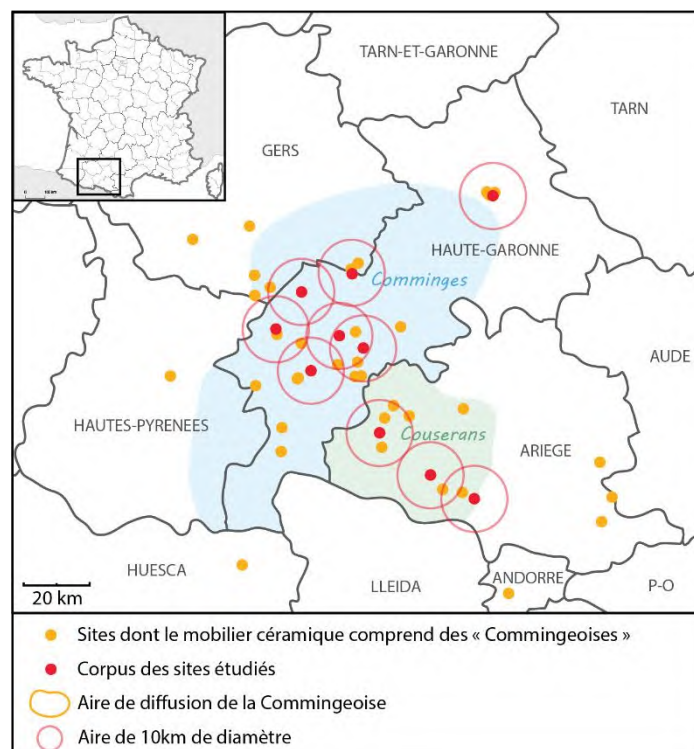 TARN-ET-GARONNE
TARN
GERS
HAUTE-GARONNE
Comminges
AUDE
HAUTES-PYRENEES
Couserans
ARIEGE
HUESCA
LLEIDA
ANDORRE
P-O
20 km
Sites dont le mobilier céramique comprend des « Commingeoises »
Corpus des sites étudiés
Aire de diffusion de la Commingeoise
Aire de 10km de diamètre